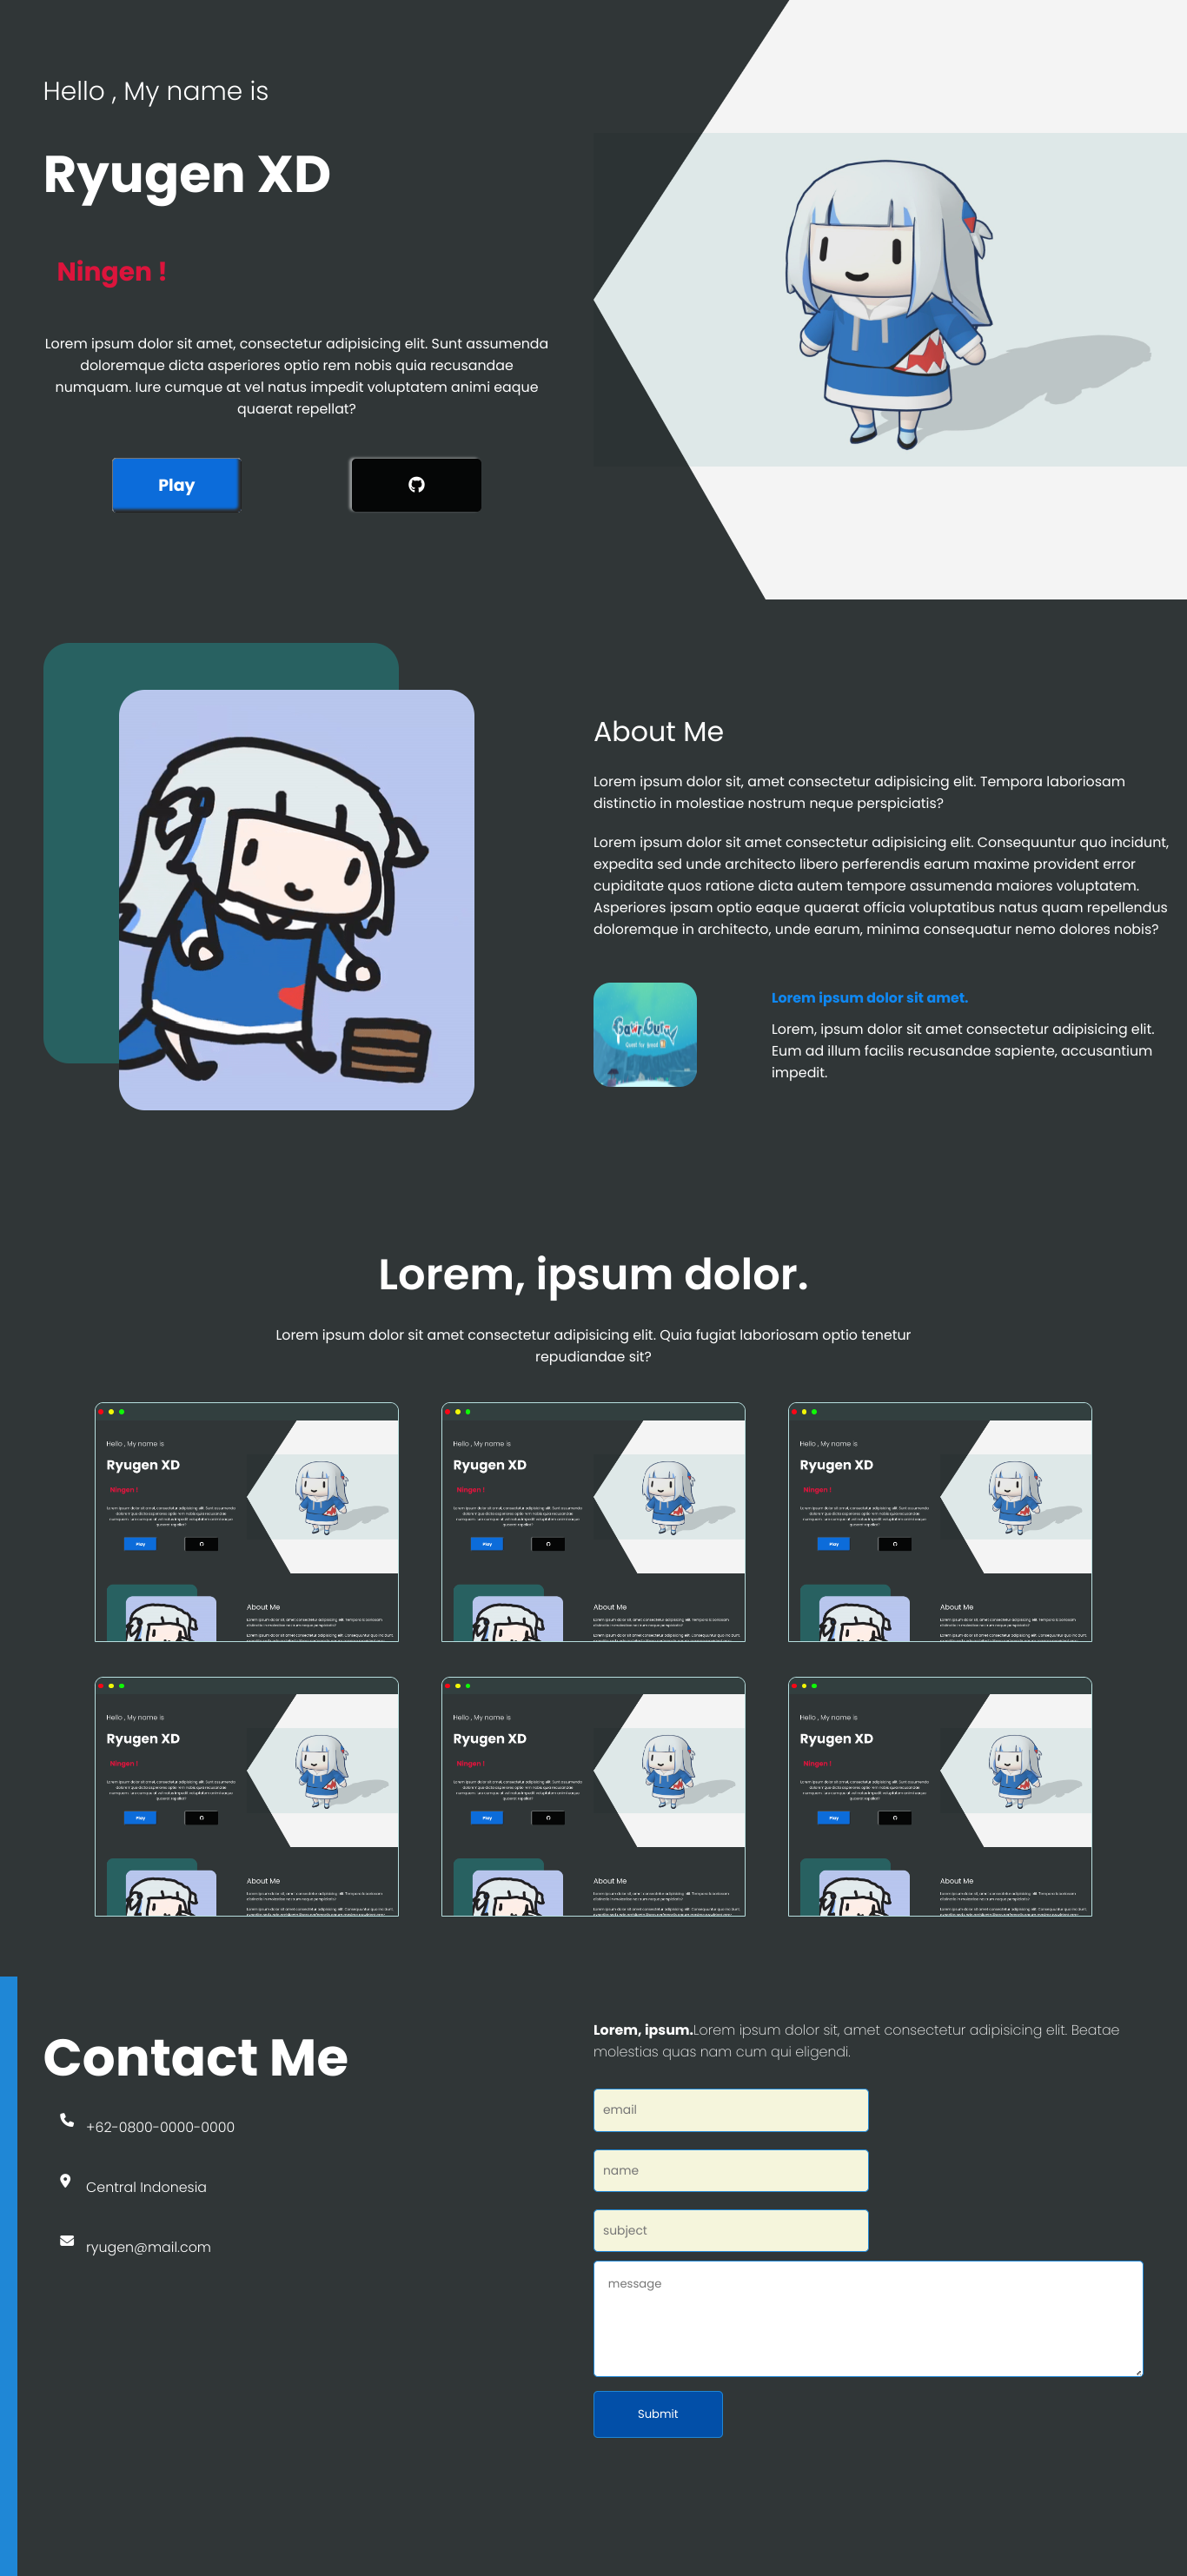 Hello , My name is
Ryugen XD
Ningen !
Lorem ipsum dolor sit amet, consectetur adipisicing elit. Sunt assumenda
doloremque dicta asperiores optio rem nobis quia recusandae
numquam. Iure cumque at vel natus impedit voluptatem animi eaque
quaerat repellat?
Play
About Me
Lorem ipsum dolor sit, amet consectetur adipisicing elit. Tempora laboriosam
distinctio in molestiae nostrum neque perspiciatis?
Lorem ipsum dolor sit amet consectetur adipisicing elit. Consequuntur quo incidunt,
expedita sed unde architecto libero perferendis earum maxime provident error
cupiditate quos ratione dicta autem tempore assumenda maiores voluptatem.
Asperiores ipsam optio eaque quaerat officia voluptatibus natus quam repellendus
doloremque in architecto, unde earum, minima consequatur nemo dolores nobis?
Gawr Gura
Lorem ipsum dolor sit amet.
Lorem, ipsum dolor sit amet consectetur adipisicing elit.
Eum ad illum facilis recusandae sapiente, accusantium
impedit.
Lorem, ipsum dolor.
Lorem ipsum dolor sit amet consectetur adipisicing elit. Quia fugiat laboriosam optio tenetur
repudiandae sit?
Hello , My name is
Ryugen XD
Ningen !
Play
About Me
Hello , My name is
Ryugen XD
Ningen !
Play
About Me
Hello , My name is
Ryugen XD
Ningen !
Play
About Me
Hello , My name is
Ryugen XD
Ningen !
Play
About Me
Hello , My name is
Ryugen XD
Ningen !
Play
About Me
Hello , My name is
Ryugen XD
Ningen !
Play
About Me
Contact Me
+62-0800-0000-0000
Central Indonesia
ryugen@mail.com
Lorem, ipsum.Lorem ipsum dolor sit, amet consectetur adipisicing elit. Beatae
molestias quas nam cum qui eligendi.
email
name
subject
message
Submit